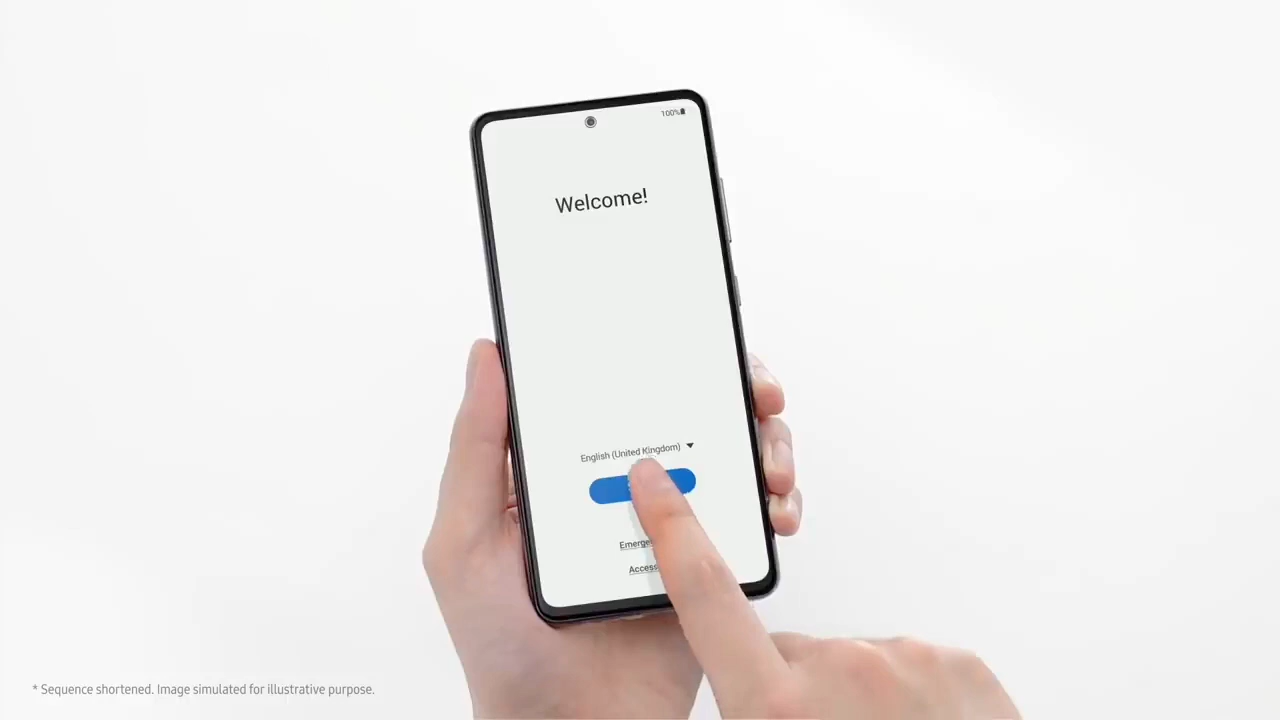 100%
Welcome!
English (United Kingdom)
* Sequence shortened. Image simulated for illustrative purpose.